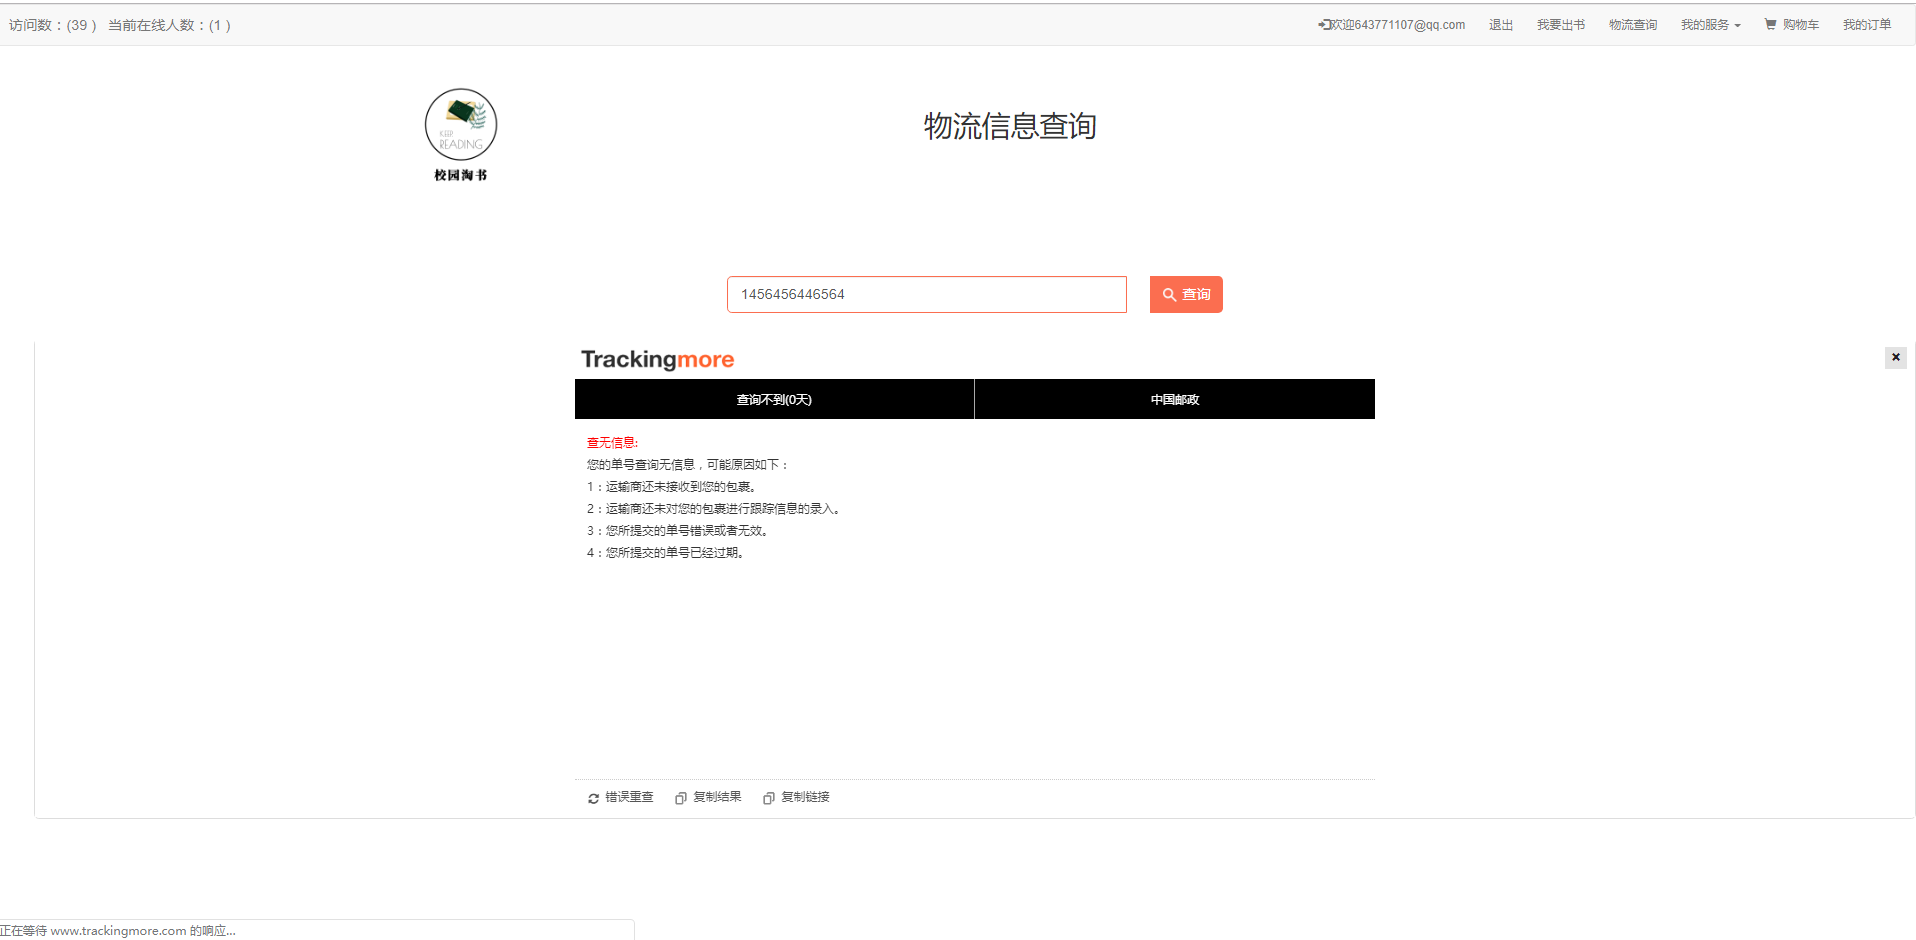 访问数：(39 ) 当前在线人数：(1 )
欢迎643771107@qq.com 退出 我要出书 物流查询 我的服务 购物车 我的订单
KEEP
READING
校园淘书
物流信息查询
1456456446564 查询
Trackingmore
查询不到(0天) 中国邮政
查无信息:
您的单号查询无信息，可能原因如下：
1：运输商还未接收到您的包裹。
2：运输商还未对您的包裹进行跟踪信息的录入。
3：您所提交的单号错误或者无效。
4：您所提交的单号已经过期。
错误重查 复制结果 复制链接
正在等待 www.trackingmore.com 的响应...